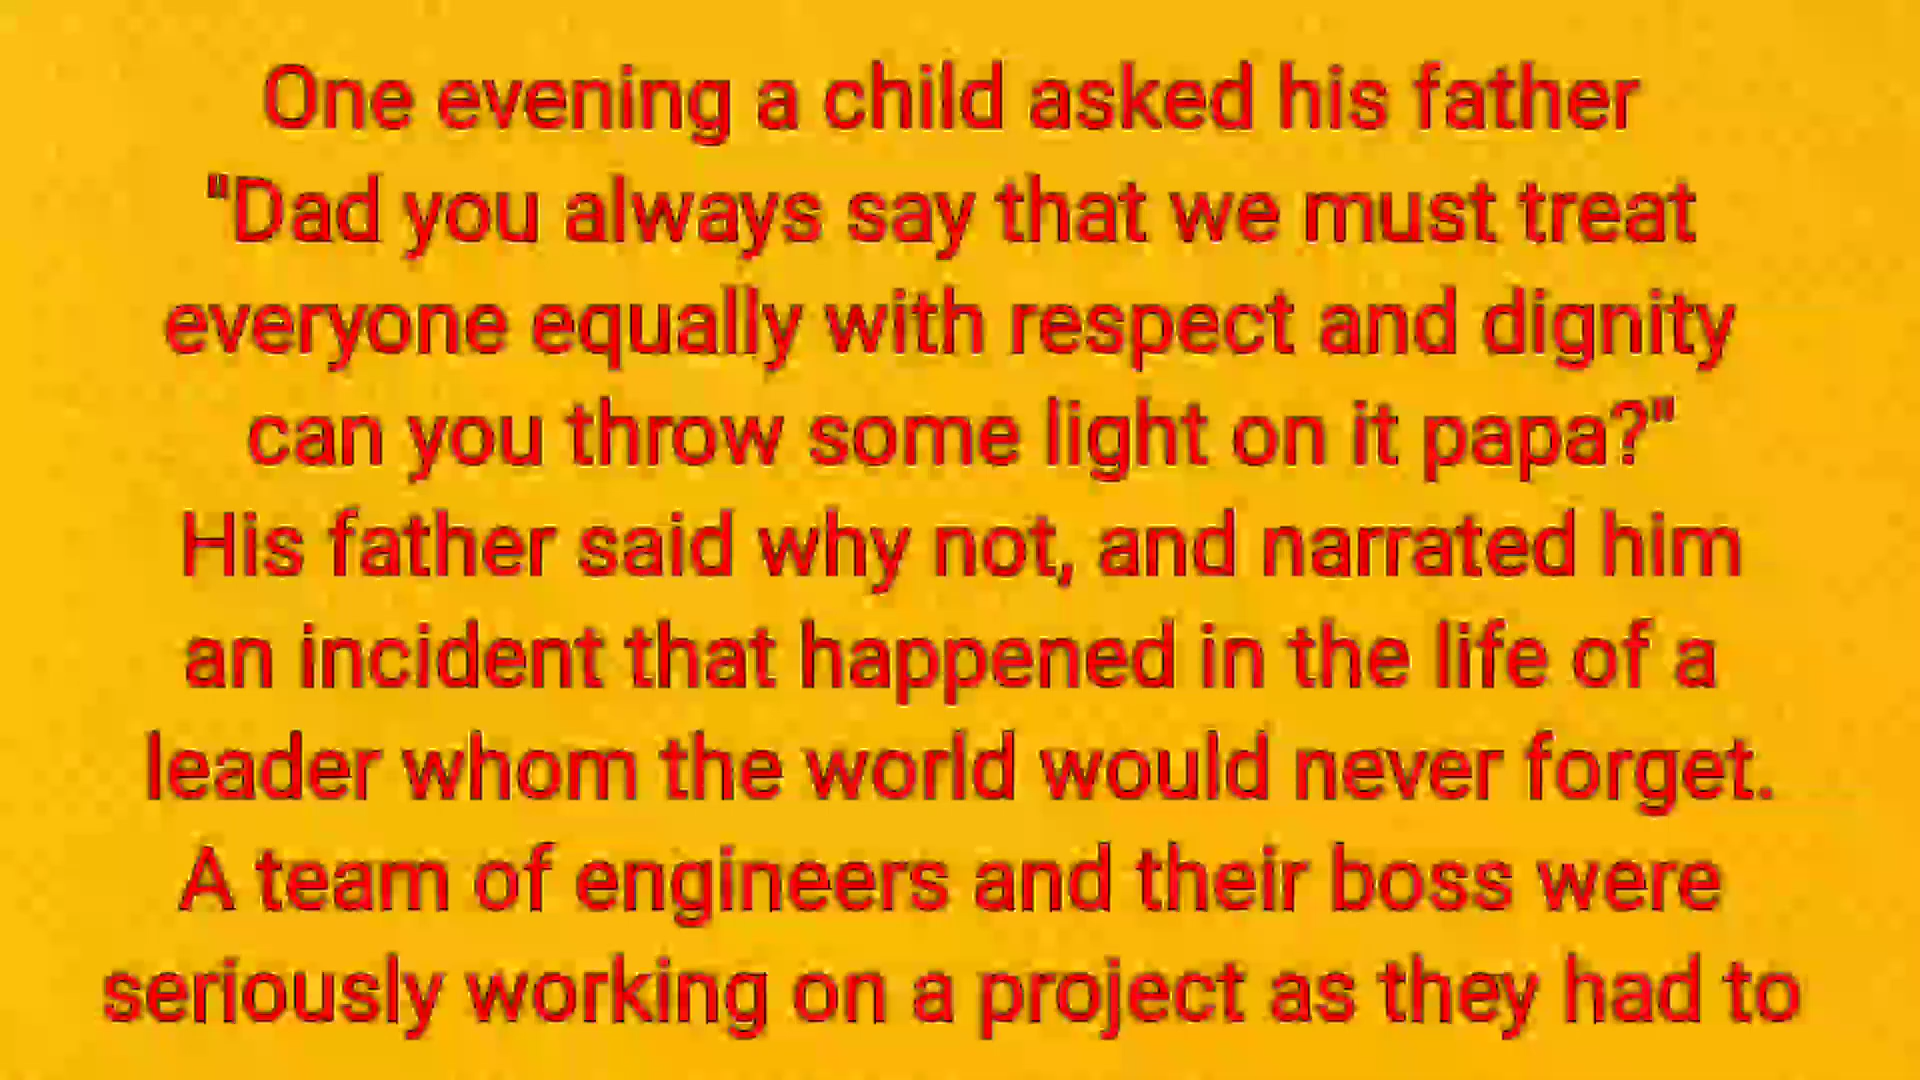 One evening a child asked his father
"Dad you always say that we must treat
everyone equally with respect and dignity
can you throw some light on it papa?"
His father said why not, and narrated him
an incident that happened in the life of a
leader whom the world would never forget.
A team of engineers and their boss were
seriously working on a project as they had to